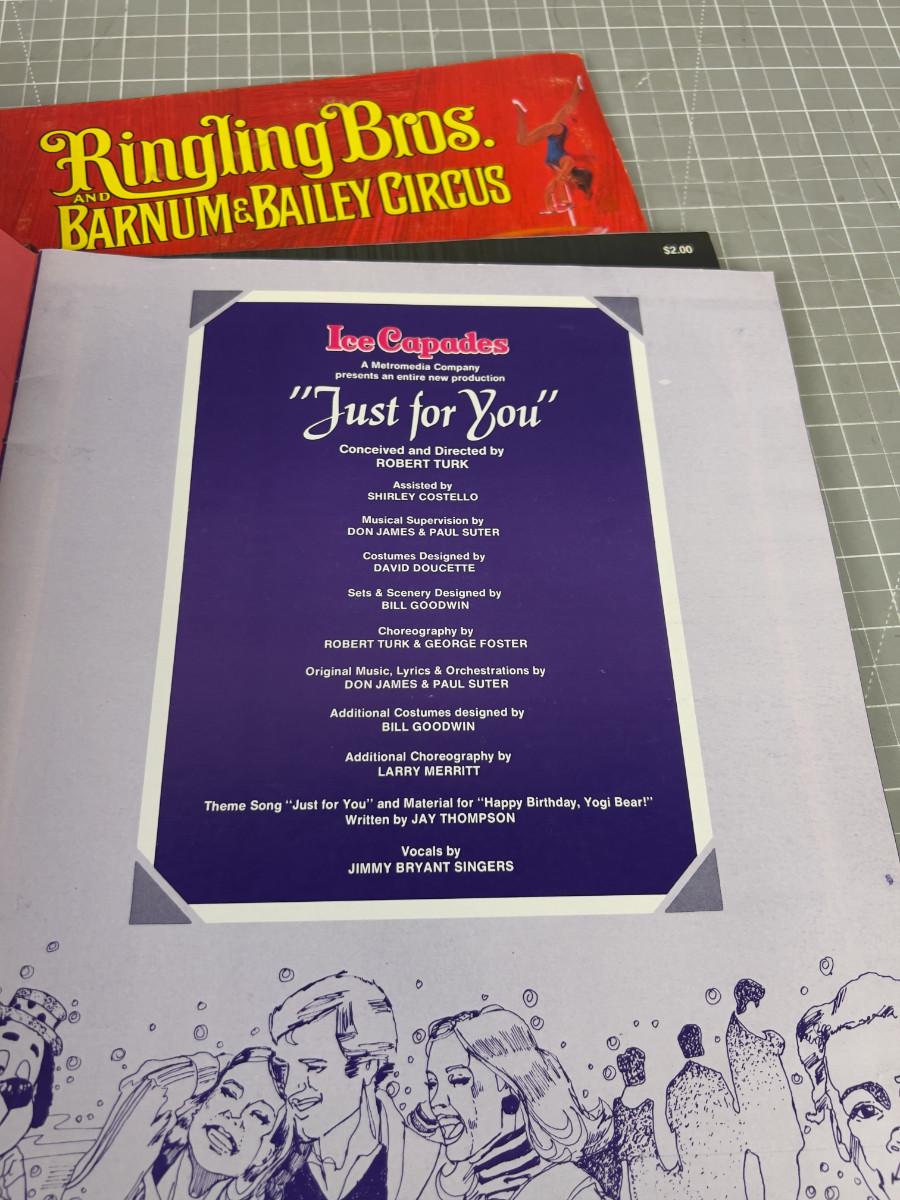 Ringling Bros.
AND
BARNUM & BAILEY CIRCUS
$2.00
Ice Capades
A Metromedia Company
presents an entire new production
"Just for You"
Conceived and Directed by
ROBERT TURK
Assisted by
SHIRLEY COSTELLO
Musical Supervision by
DON JAMES & PAUL SUTER
Costumes Designed by
DAVID DOUCETTE
Sets & Scenery Designed by
BILL GOODWIN
Choreography by
ROBERT TURK & GEORGE FOSTER
Original Music, Lyrics & Orchestrations by
DON JAMES & PAUL SUTER
Additional Costumes designed by
BILL GOODWIN
Additional Choreography by
LARRY MERRITT
Theme Song "Just for You" and Material for "Happy Birthday, Yogi Bear!"
Written by JAY THOMPSON
Vocals by
JIMMY BRYANT SINGERS